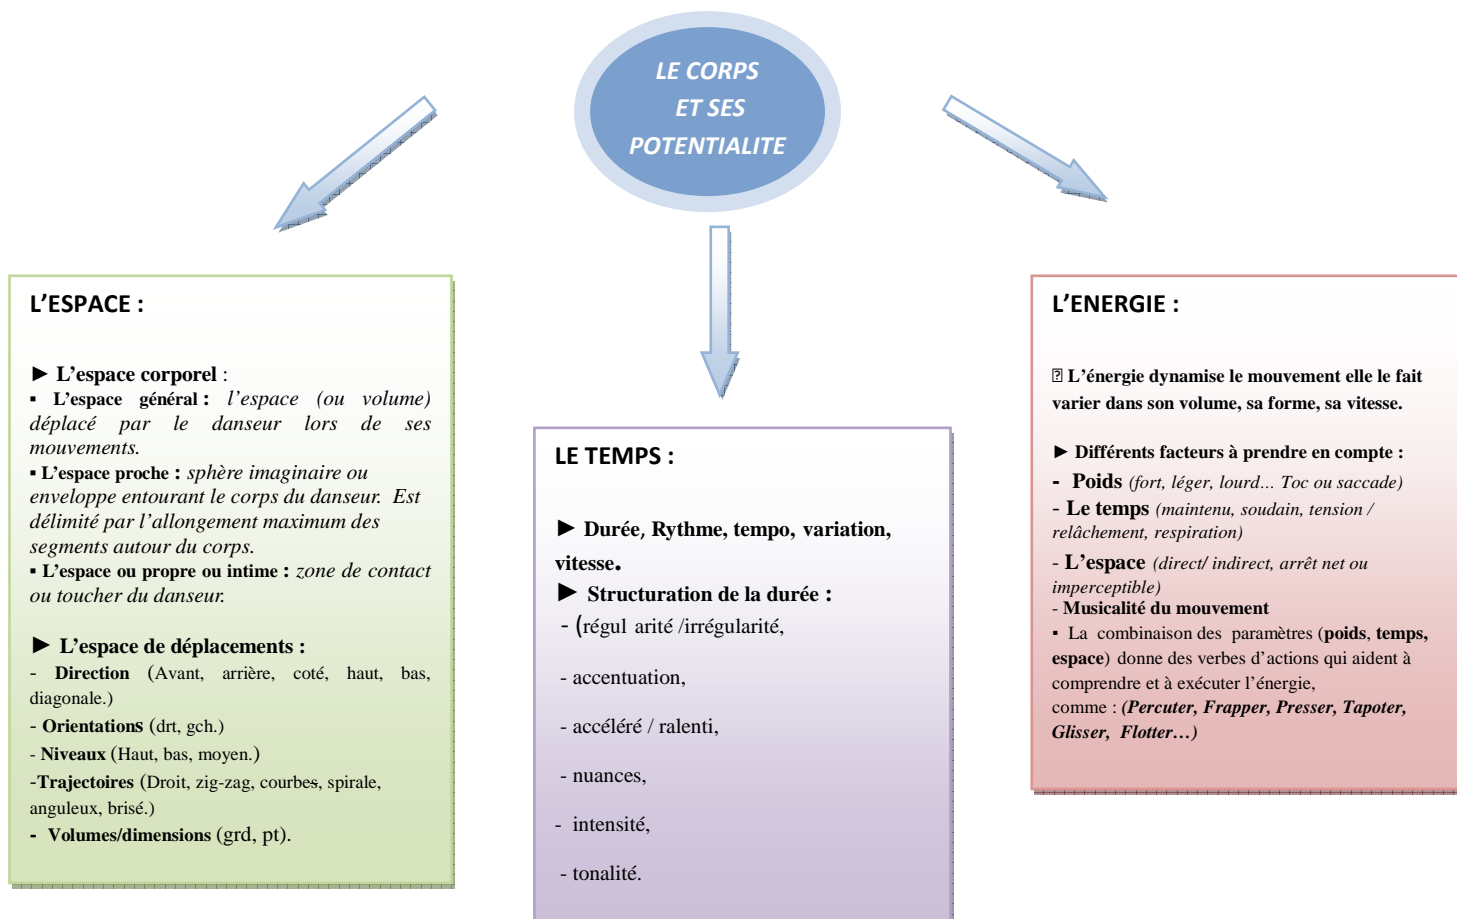 LE CORPS
ET SES
POTENTIALITE
L’ESPACE :
► L’espace corporel :
▪ L’espace général : l’espace (ou volume)
déplacé par le danseur lors de ses
mouvements.
▪ L’espace proche : sphère imaginaire ou
enveloppe entourant le corps du danseur. Est
délimité par l’allongement maximum des
segments autour du corps.
▪ L’espace ou propre ou intime : zone de contact
ou toucher du danseur.
► L’espace de déplacements :
- Direction (Avant, arrière, coté, haut, bas,
diagonale.)
- Orientations (drt, gch.)
- Niveaux (Haut, bas, moyen.)
-Trajectoires (Droit, zig-zag, courbes, spirale,
anguleux, brisé.)
- Volumes/dimensions (grd, pt).
LE TEMPS :
► Durée, Rythme, tempo, variation,
vitesse.
► Structuration de la durée :
- (régul arité /irrégularité,
- accentuation,
- accéléré / ralenti,
- nuances,
- intensité,
- tonalité.
L’ENERGIE :
⍰ L’énergie dynamise le mouvement elle le fait
varier dans son volume, sa forme, sa vitesse.
► Différents facteurs à prendre en compte :
- Poids (fort, léger, lourd… Toc ou saccade)
- Le temps (maintenu, soudain, tension /
relâchement, respiration)
- L’espace (direct/ indirect, arrêt net ou
imperceptible)
- Musicalité du mouvement
▪ La combinaison des paramètres (poids, temps,
espace) donne des verbes d’actions qui aident à
comprendre et à exécuter l’énergie,
comme : (Percuter, Frapper, Presser, Tapoter,
Glisser, Flotter…)